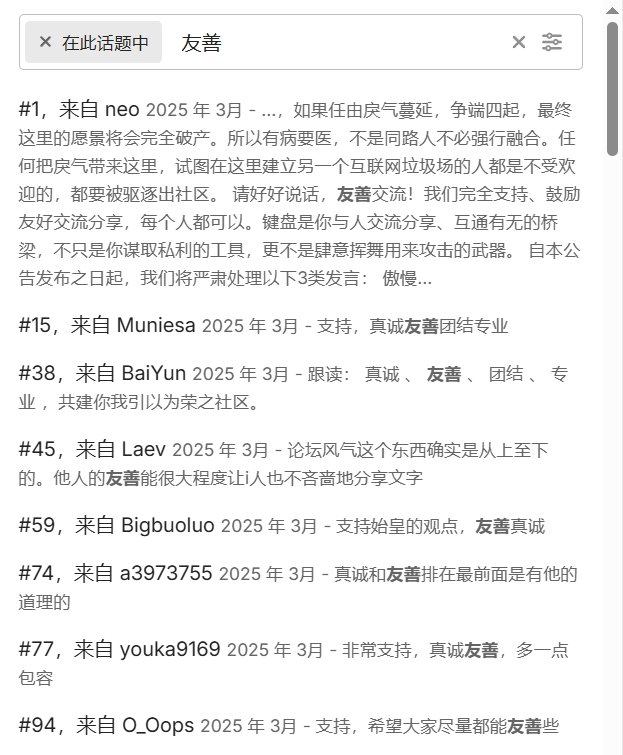 × 在此话题中 友善 ×
#1，来自 neo 2025 年 3月 - ...，如果任由戾气蔓延，争端四起，最终
这里的愿景将会完全破产。所以有病要医，不是同路人不必强行融合。任
何把戾气带来这里，试图在这里建立另一个互联网垃圾场的人都是不受欢
迎的，都要被驱逐出社区。 请好好说话，友善交流！我们完全支持、鼓励
友好交流分享，每个人都可以。键盘是你与人交流分享、互通有无的桥
梁，不只是你谋取私利的工具，更不是肆意挥舞用来攻击的武器。 自本公
告发布之日起，我们将严肃处理以下3类发言： 傲慢...
#15，来自 Muniesa 2025 年 3月 - 支持，真诚友善团结专业
#38，来自 BaiYun 2025 年 3月 - 跟读： 真诚 、 友善 、 团结 、 专
业 ，共建你我引以为荣之社区。
#45，来自 Laev 2025 年 3月 - 论坛风气这个东西确实是从上至下
的。他人的友善能很大程度让i人也不吝啬地分享文字
#59，来自 Bigbuoluo 2025 年 3月 - 支持始皇的观点，友善真诚
#74，来自 a3973755 2025 年 3月 - 真诚和友善排在最前面是有他的
道理的
#77，来自 youka9169 2025 年 3月 - 非常支持，真诚友善，多一点
包容
#94，来自 O_Oops 2025 年 3月 - 支持，希望大家尽量都能友善些